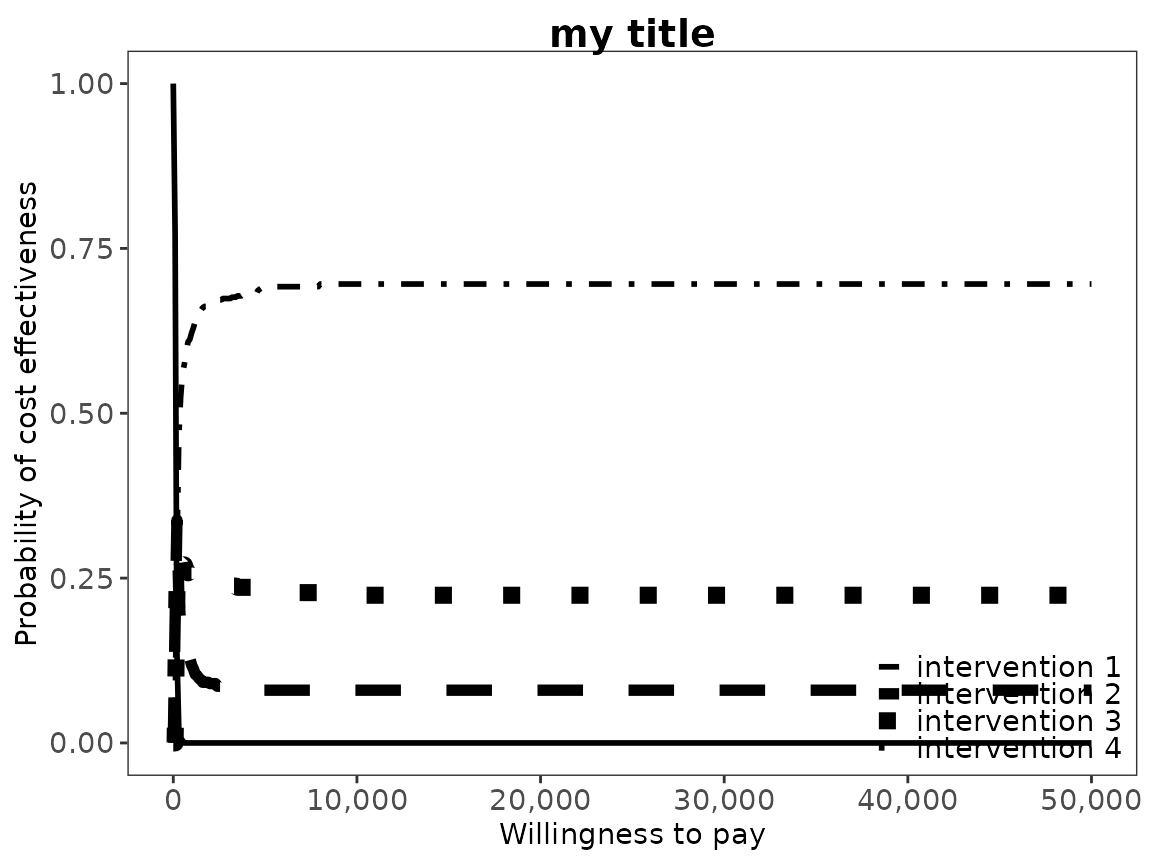 my title
Probability of cost effectiveness
1.00
0.75
0.50
0.25
0.00
intervention 1
intervention 2
intervention 3
intervention 4
0 10,000 20,000 30,000 40,000 50,000
Willingness to pay